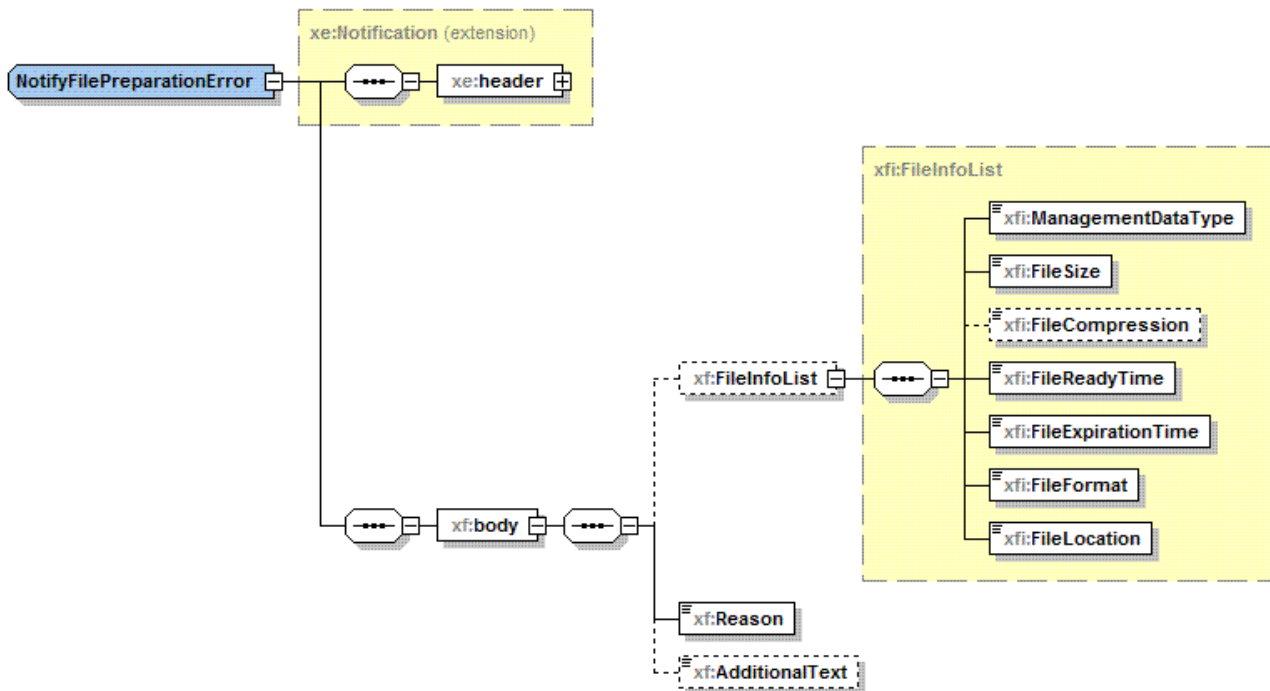 xe:Notification (extension)
NotifyFilePreparationError
xe:header
xfi:FileInfoList
xfi:ManagementDataType
xfi:FileSize
xfi:FileCompression
xf:FileInfoList
xfi:FileReadyTime
xfi:FileExpirationTime
xfi:FileFormat
xf:body
xfi:FileLocation
xf:Reason
xf:AdditionalText